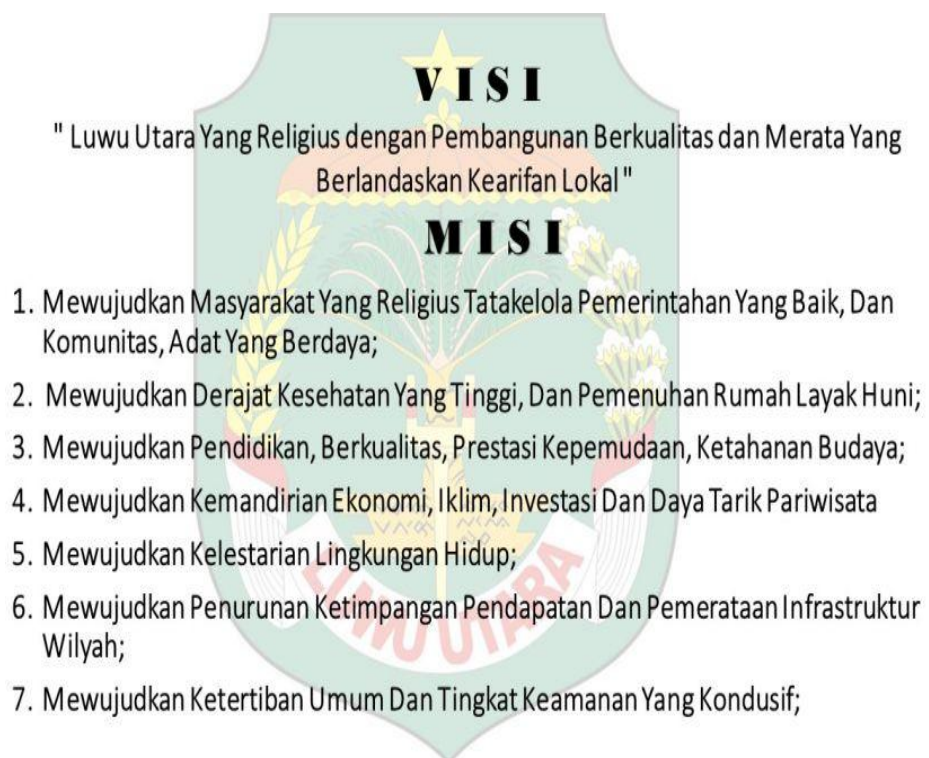 V I S I
" Luwu Utara Yang Religius dengan Pembangunan Berkualitas dan Merata Yang
Berlandaskan Kearifan Lokal "
M I S I
1. Mewujudkan Masyarakat Yang Religius Tatakelola Pemerintahan Yang Baik, Dan
Komunitas, Adat Yang Berdaya;
2. Mewujudkan Derajat Kesehatan Yang Tinggi, Dan Pemenuhan Rumah Layak Huni;
3. Mewujudkan Pendidikan, Berkualitas, Prestasi Kepemudaan, Ketahanan Budaya;
4. Mewujudkan Kemandirian Ekonomi, Iklim, Investasi Dan Daya Tarik Pariwisata
5. Mewujudkan Kelestarian Lingkungan Hidup;
6. Mewujudkan Penurunan Ketimpangan Pendapatan Dan Pemerataan Infrastruktur
Wilyah;
7. Mewujudkan Ketertiban Umum Dan Tingkat Keamanan Yang Kondusif;
LUWU UTARA